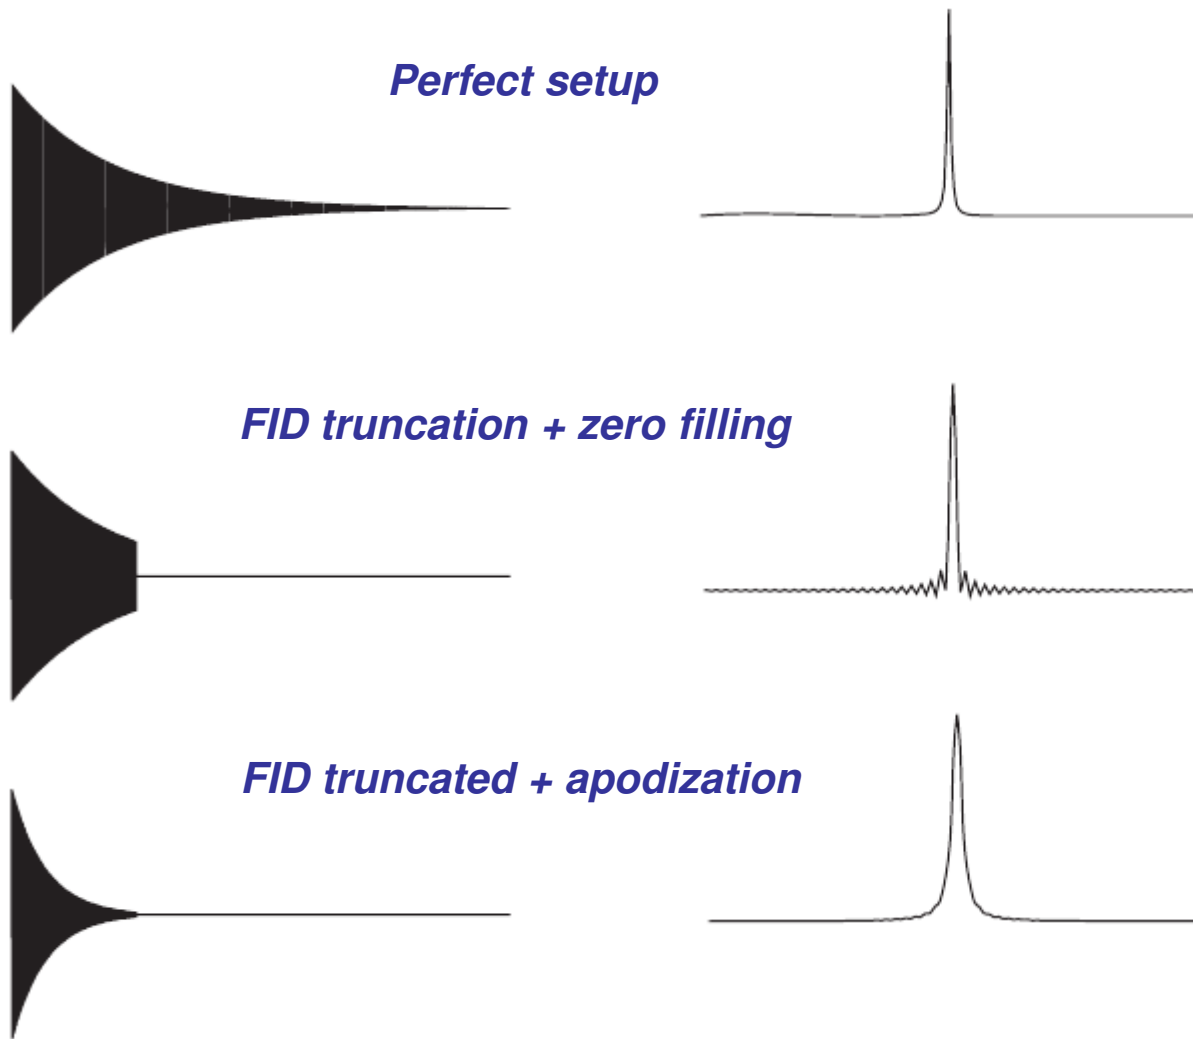 Perfect setup
FID truncation + zero filling
FID truncated + apodization